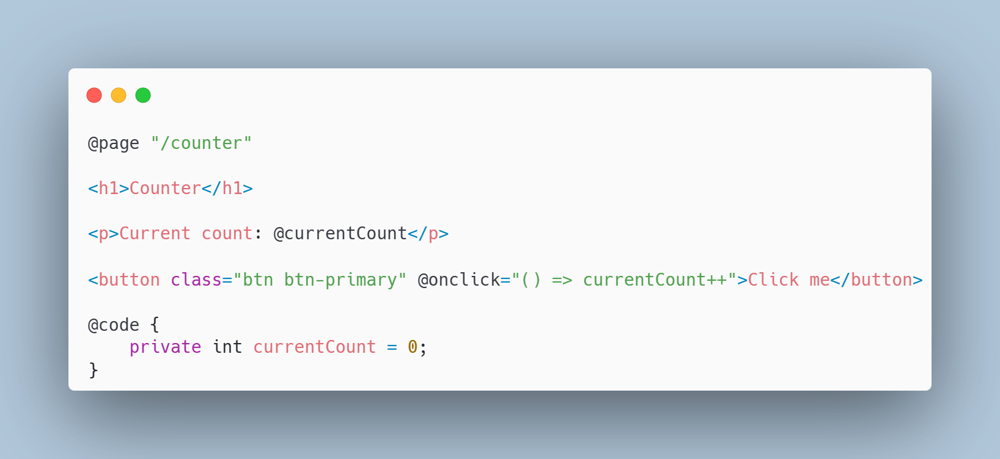 @page "/counter"
<h1>Counter</h1>
<p>Current count: @currentCount</p>
<button class="btn btn-primary" @onclick="() => currentCount++">Click me</button>
@code {
    private int currentCount = 0;
}